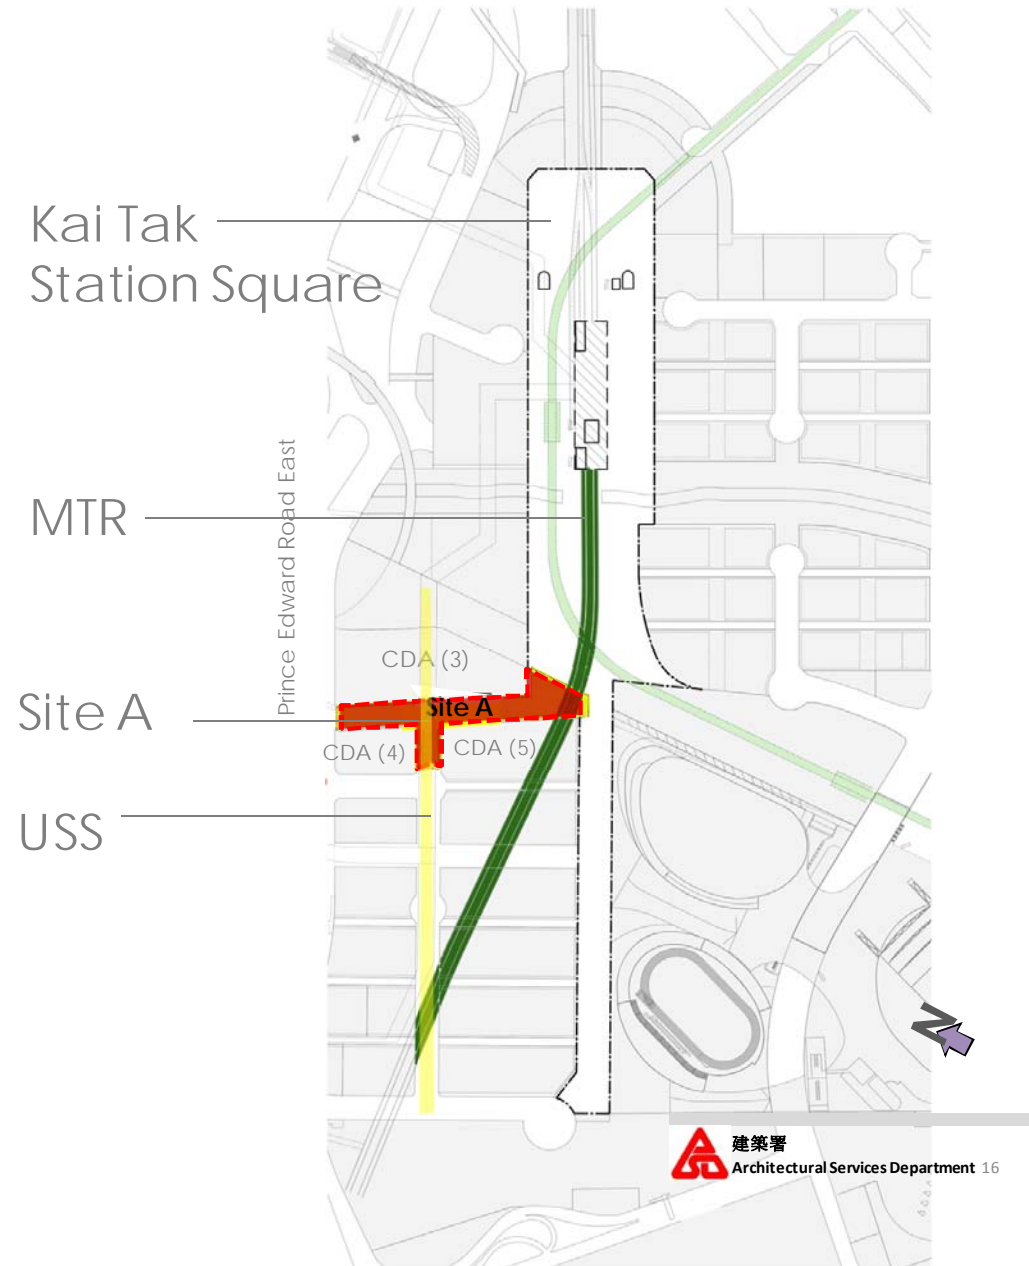 Kai Tak
Station Square
MTR
Prince Edward Road East
CDA (3)
Site A
Site A
CDA (4)
CDA (5)
USS
N
建築署
Architectural Services Department 16